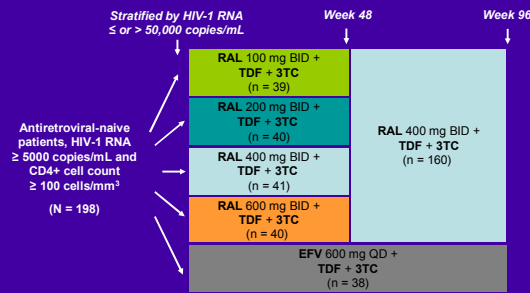 Stratified by HIV-1 RNA
≤ or > 50,000 copies/mL
Week 48
Week 96
RAL 100 mg BID +
TDF + 3TC
(n = 39)
RAL 200 mg BID +
TDF + 3TC
(n = 40)
Antiretroviral-naive
patients, HIV-1 RNA
≥ 5000 copies/mL and
CD4+ cell count
≥ 100 cells/mm³
(N = 198)
RAL 400 mg BID +
TDF + 3TC
(n = 41)
RAL 400 mg BID +
TDF + 3TC
(n = 160)
RAL 600 mg BID +
TDF + 3TC
(n = 40)
EFV 600 mg QD +
TDF + 3TC
(n = 38)